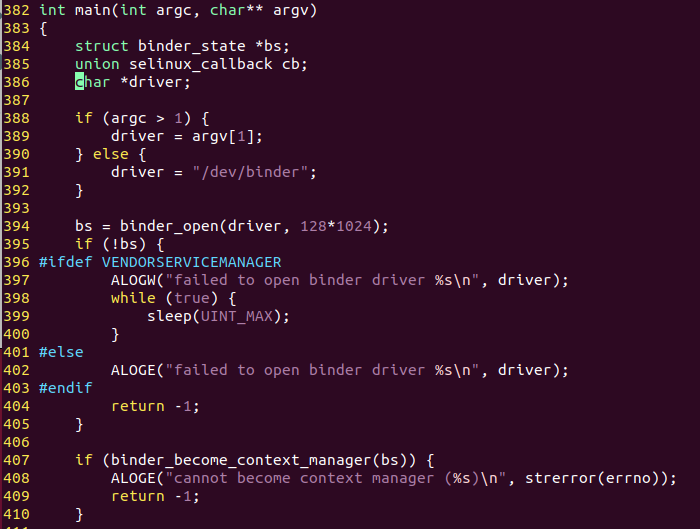 382 int main(int argc, char** argv)
383 {
384     struct binder_state *bs;
385     union selinux_callback cb;
386     char *driver;
387
388     if (argc > 1) {
389         driver = argv[1];
390     } else {
391         driver = "/dev/binder";
392     }
393
394     bs = binder_open(driver, 128*1024);
395     if (!bs) {
396 #ifdef VENDORSERVICEMANAGER
397         ALOGW("failed to open binder driver %s\n", driver);
398         while (true) {
399             sleep(UINT_MAX);
400         }
401 #else
402         ALOGE("failed to open binder driver %s\n", driver);
403 #endif
404         return -1;
405     }
406
407     if (binder_become_context_manager(bs)) {
408         ALOGE("cannot become context manager (%s)\n", strerror(errno));
409         return -1;
410     }